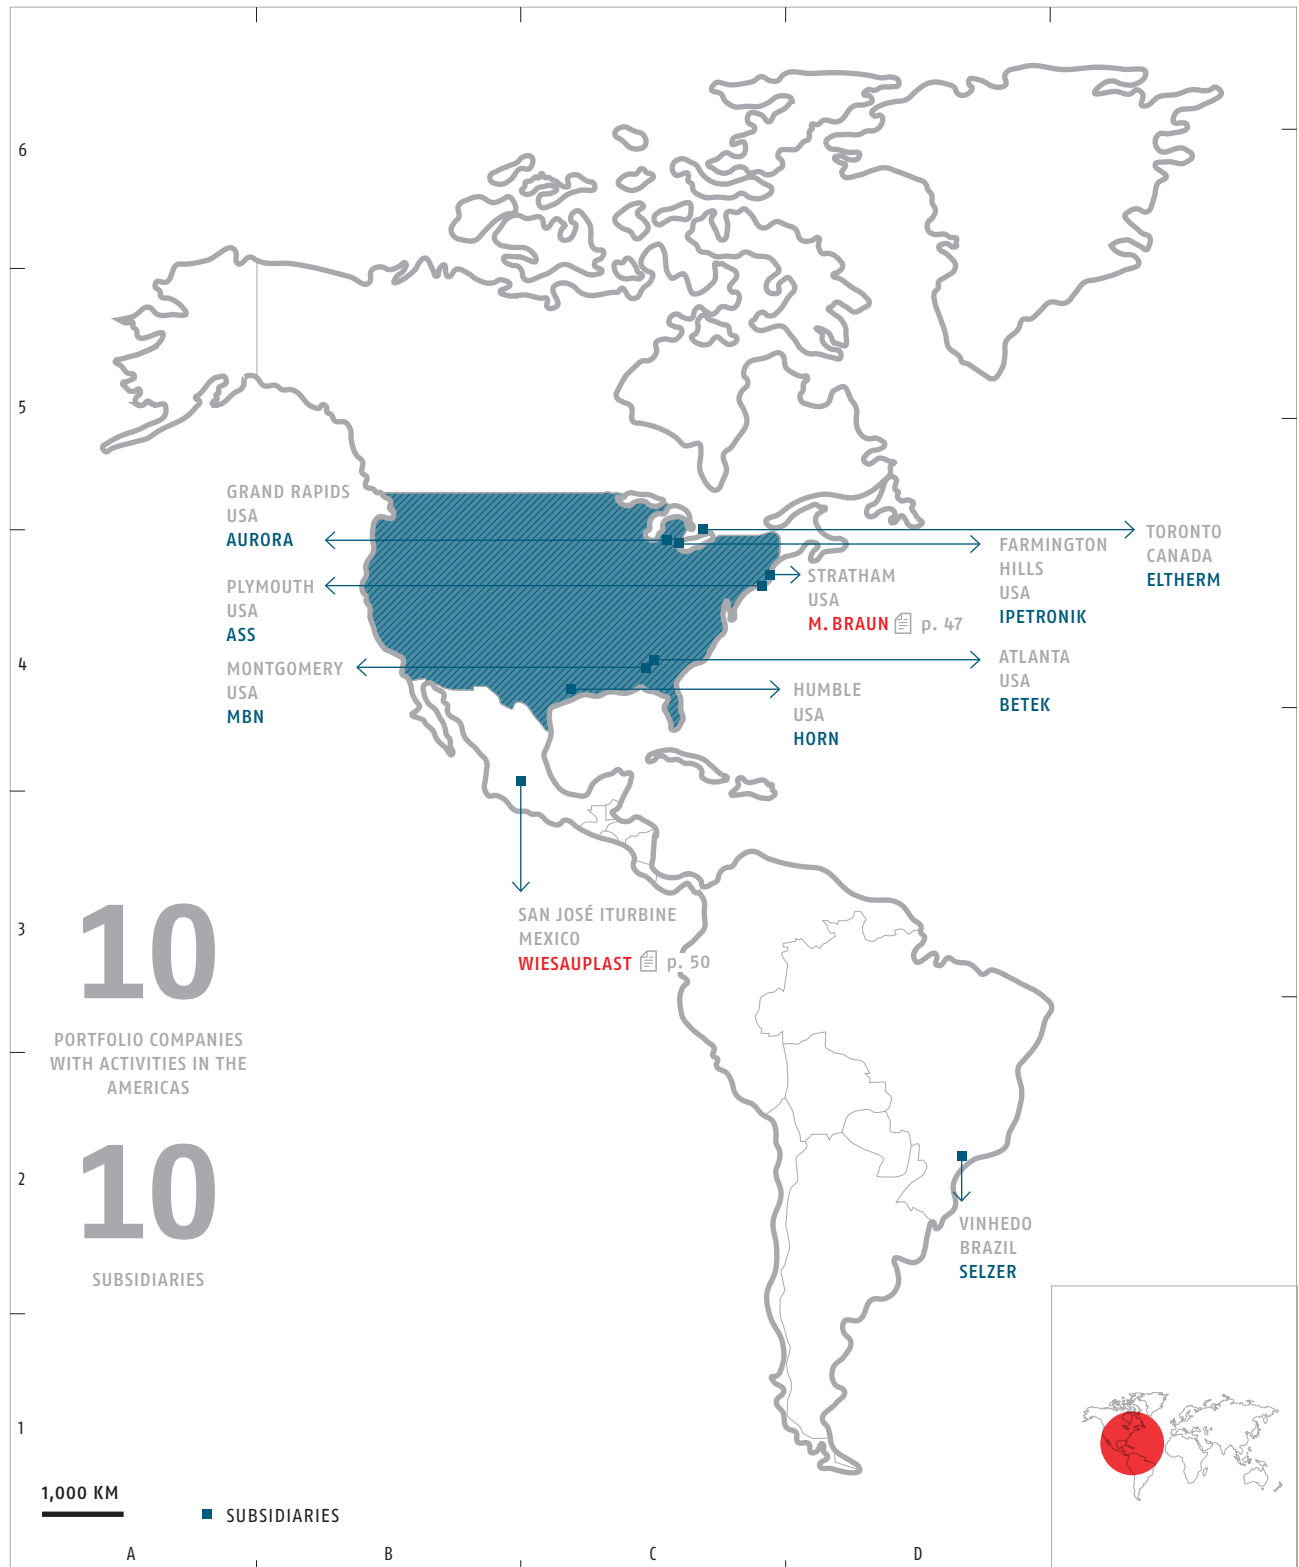 6
5
4
3
2
1
GRAND RAPIDS
USA
AURORA
PLYMOUTH
USA
ASS
MONTGOMERY
USA
MBN
STRATHAM
USA
M. BRAUN p. 47
HUMBLE
USA
HORN
FARMINGTON
HILLS
USA
IPETRONIK
TORONTO
CANADA
ELTHERM
ATLANTA
USA
BETEK
SAN JOSÉ ITURBINE
MEXICO
WIESAUPLAST p. 50
10
PORTFOLIO COMPANIES
WITH ACTIVITIES IN THE
AMERICAS
10
SUBSIDIARIES
VINHEDO
BRAZIL
SELZER
1,000 KM
SUBSIDIARIES
A B C D